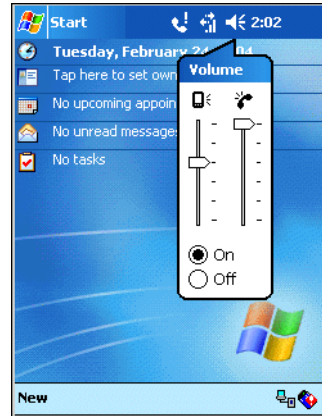 Start 2:02
Tuesday, February 24, 04
Volume
Tap here to set own
No upcoming appoin
No unread message
No tasks
On
Off
New